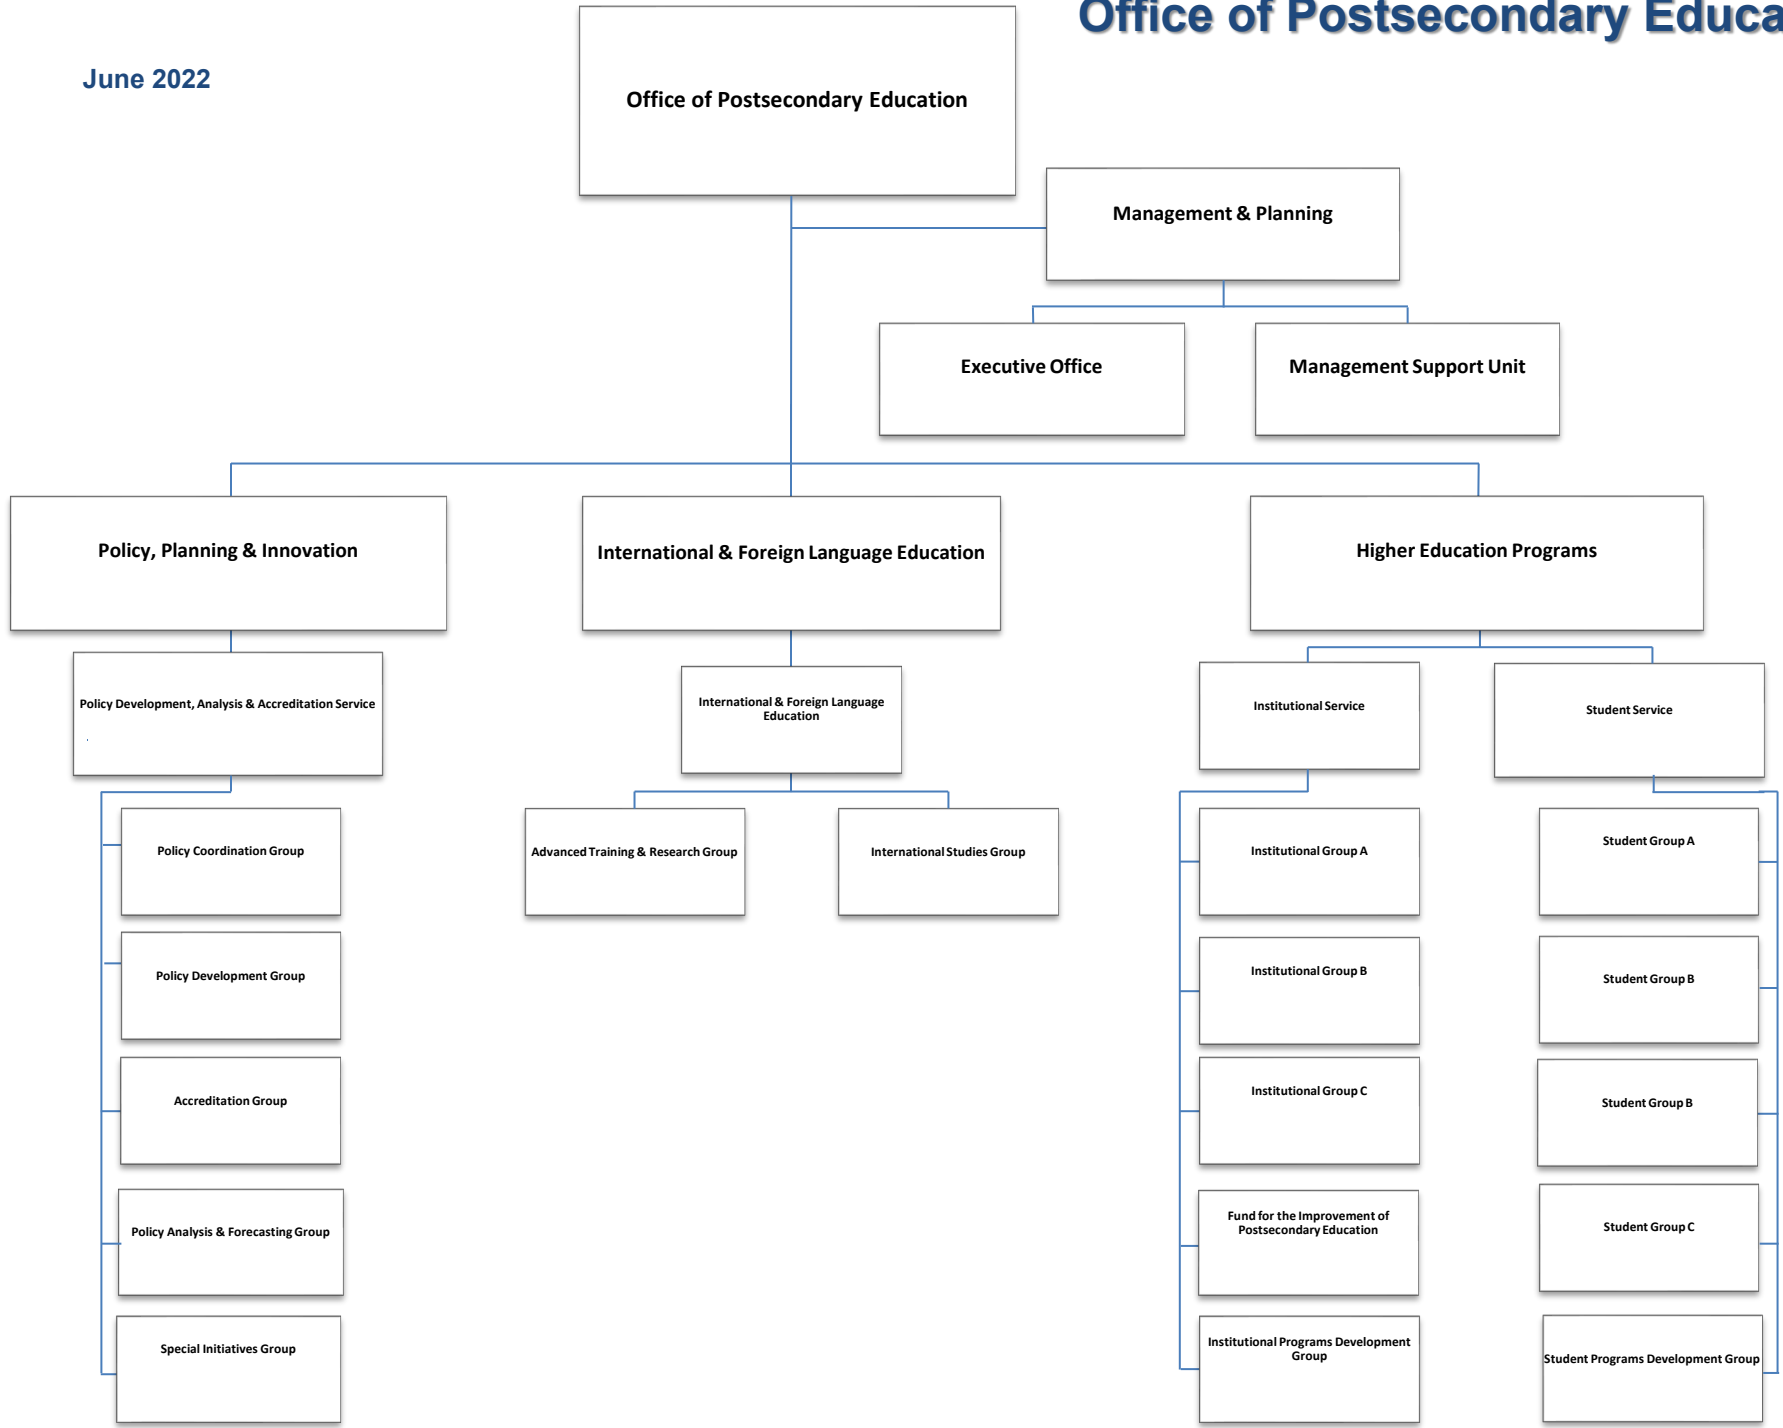 Office of Postsecondary Educa
June 2022
Office of Postsecondary Education
Management & Planning
Executive Office
Management Support Unit
Policy, Planning & Innovation
International & Foreign Language Education
Higher Education Programs
Policy Development, Analysis & Accreditation Service
.
International & Foreign Language
Education
Institutional Service
Student Service
Policy Coordination Group
Policy Development Group
Accreditation Group
Policy Analysis & Forecasting Group
Special Initiatives Group
Advanced Training & Research Group
International Studies Group
Institutional Group A
Institutional Group B
Institutional Group C
Fund for the Improvement of
Postsecondary Education
Institutional Programs Development
Group
Student Group A
Student Group B
Student Group B
Student Group C
Student Programs Development Group